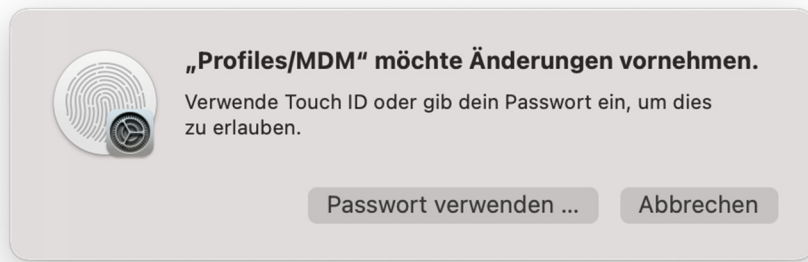 „Profiles/MDM“ möchte Änderungen vornehmen.
Verwende Touch ID oder gib dein Passwort ein, um dies
zu erlauben.
Passwort verwenden ...
Abbrechen